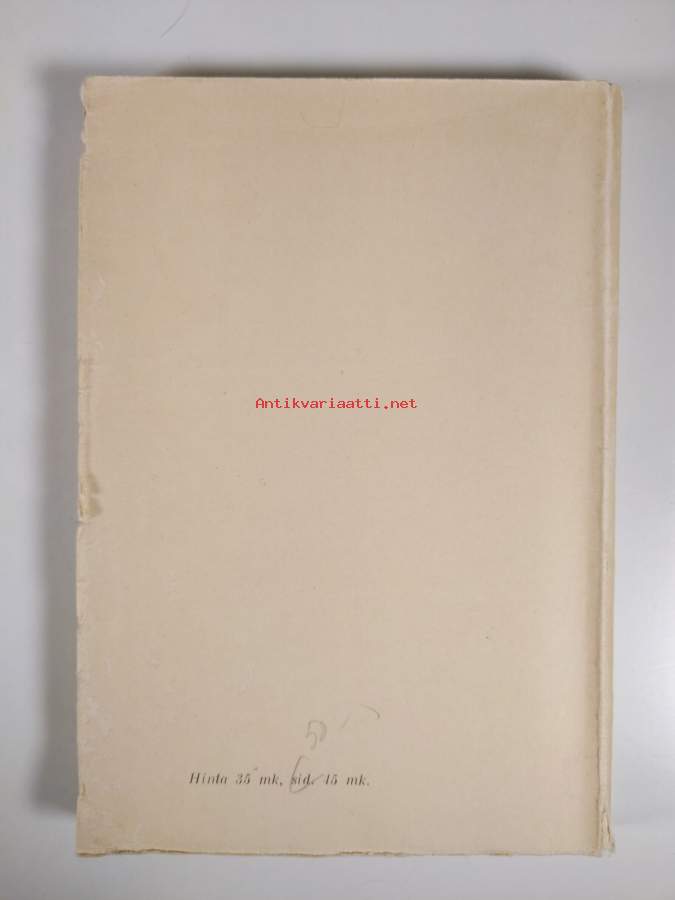 Antikvariaatti.net
50
Hinta 35 mk, sid. 45 mk.